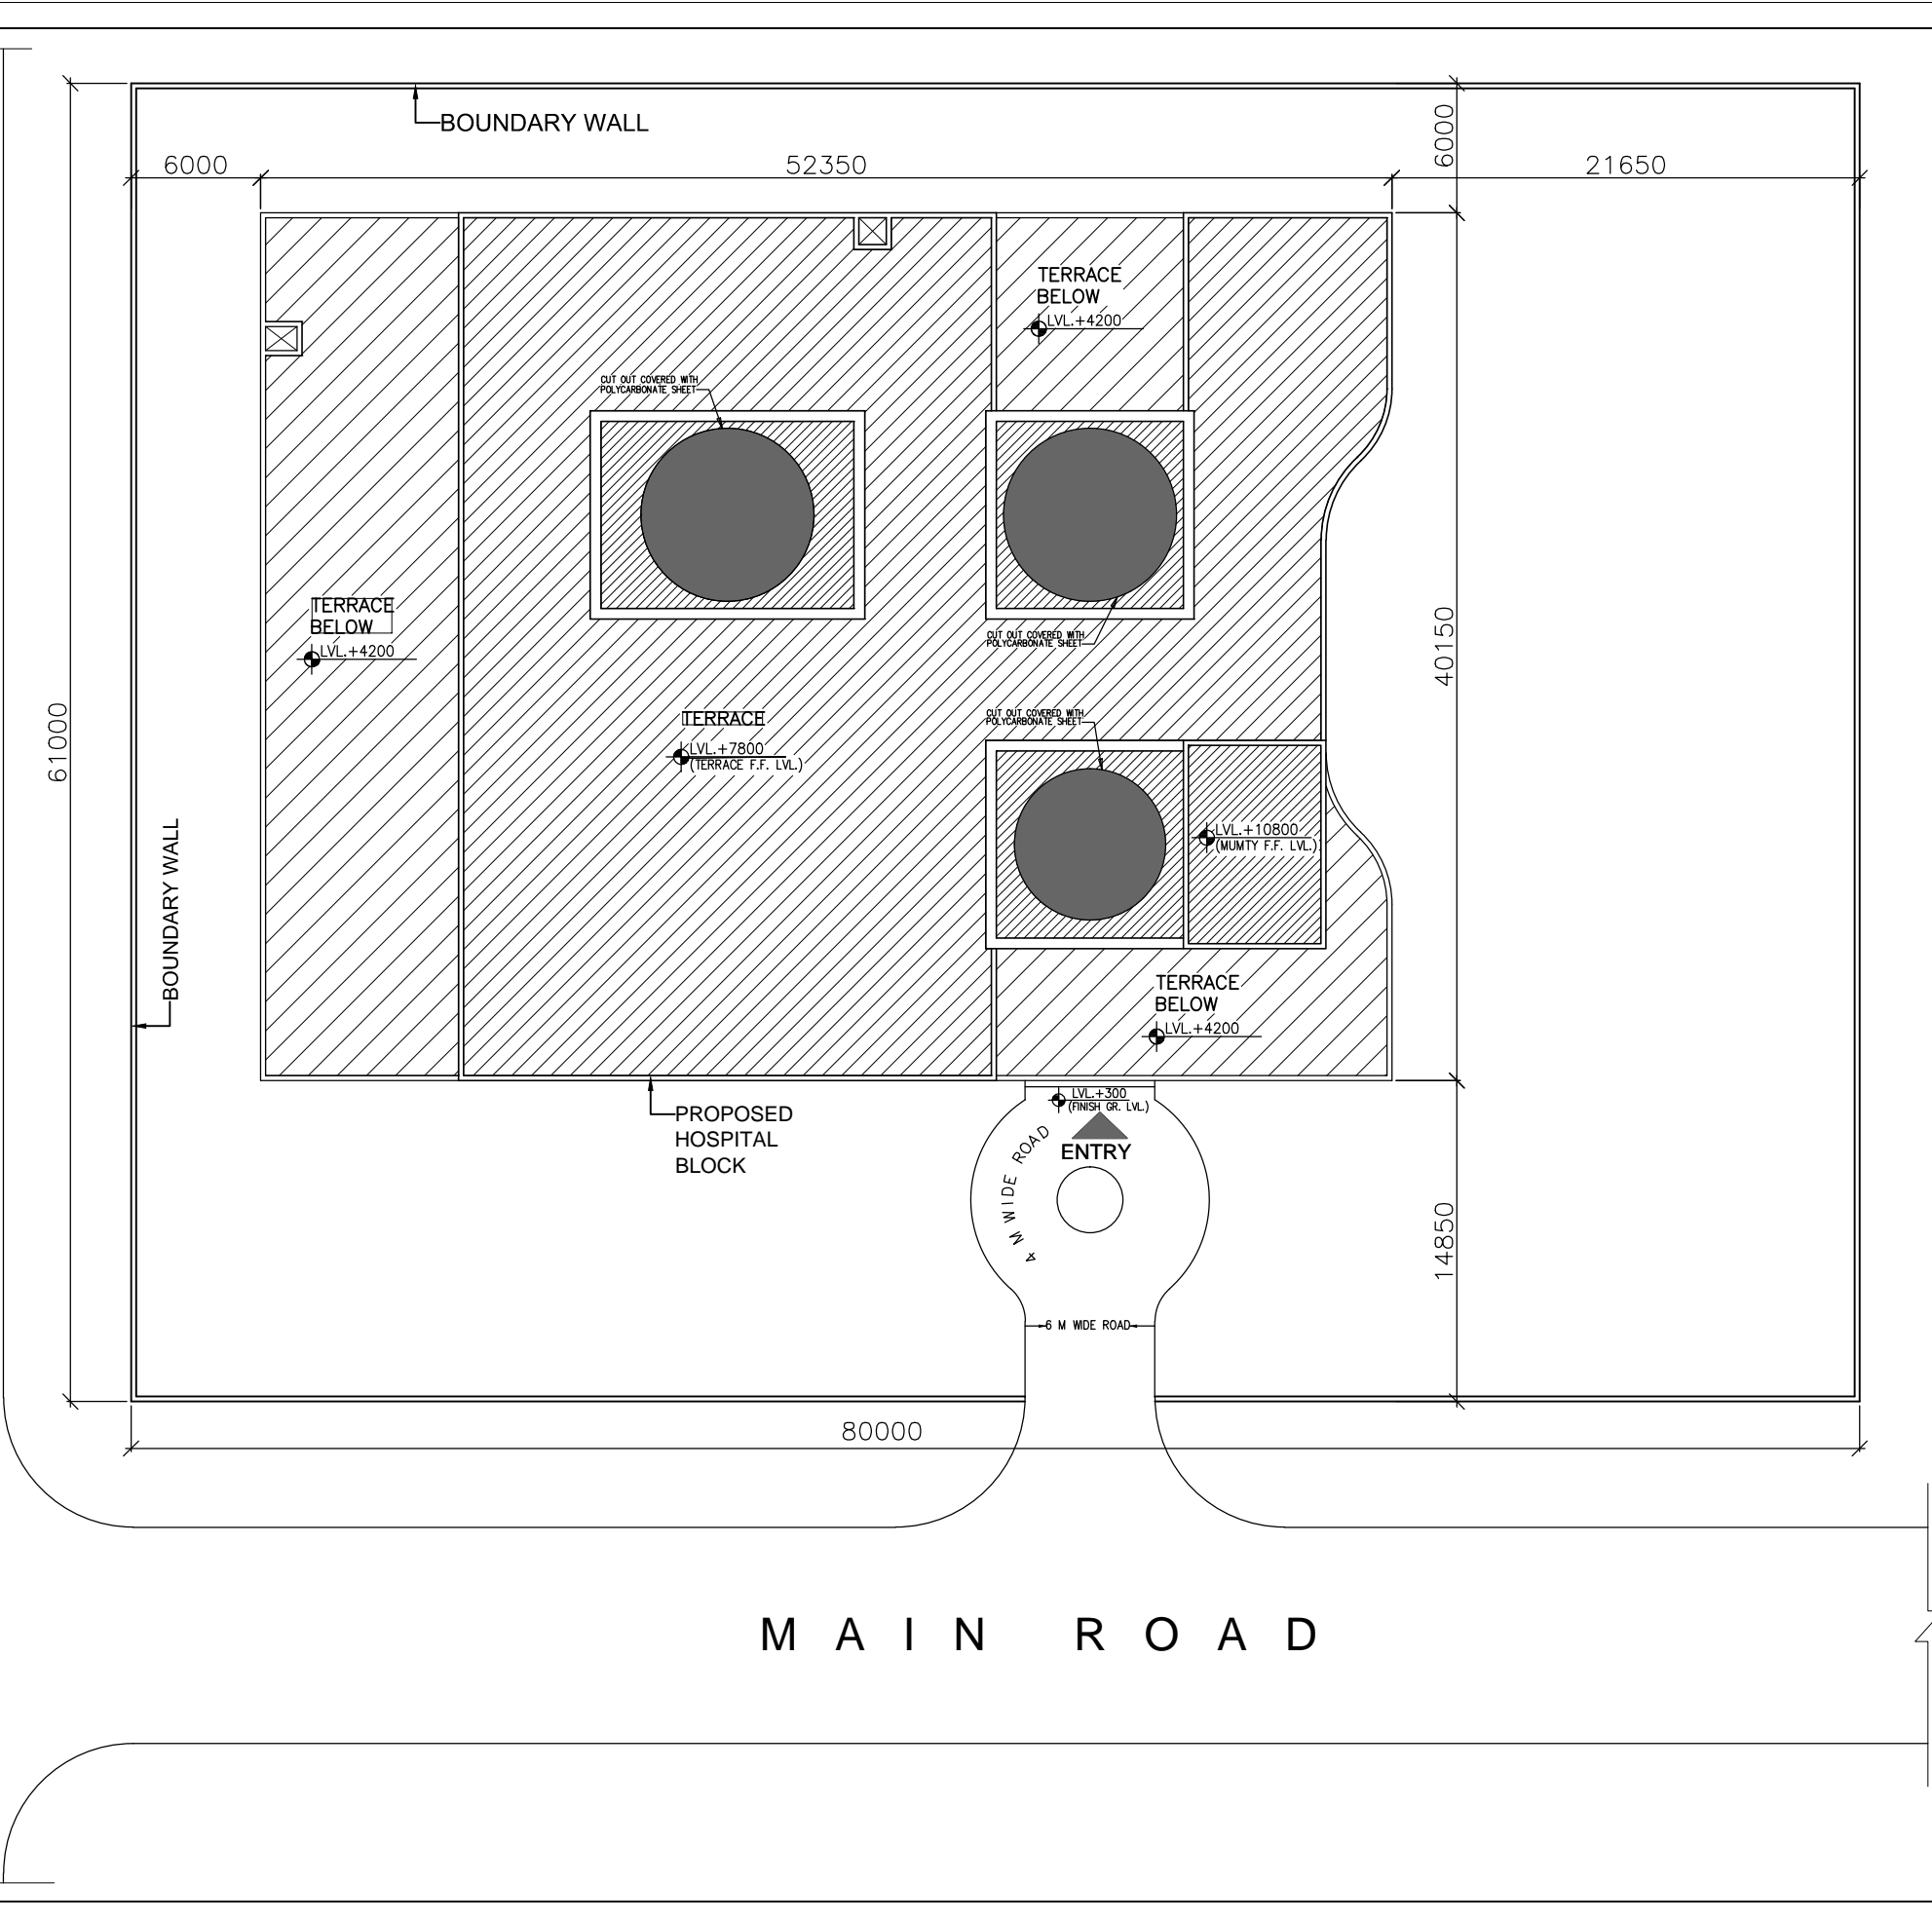 BOUNDARY WALL
6000
52350
6000
21650
TERRACE
BELOW
LVL.+4200
CUT OUT COVERED WITH
POLYCARBONATE SHEET
TERRACE
BELOW
LVL.+4200
CUT OUT COVERED WITH
POLYCARBONATE SHEET
40150
61000
TERRACE
LVL.+7800
(TERRACE F.F. LVL.)
CUT OUT COVERED WITH
POLYCARBONATE SHEET
LVL.+10800
(MUMTY F.F. LVL.)
BOUNDARY WALL
TERRACE
BELOW
LVL.+4200
LVL.+300
(FINISH GR. LVL.)
ENTRY
PROPOSED
HOSPITAL
BLOCK
4 M WIDE ROAD
14850
6 M WIDE ROAD
80000
MAIN ROAD